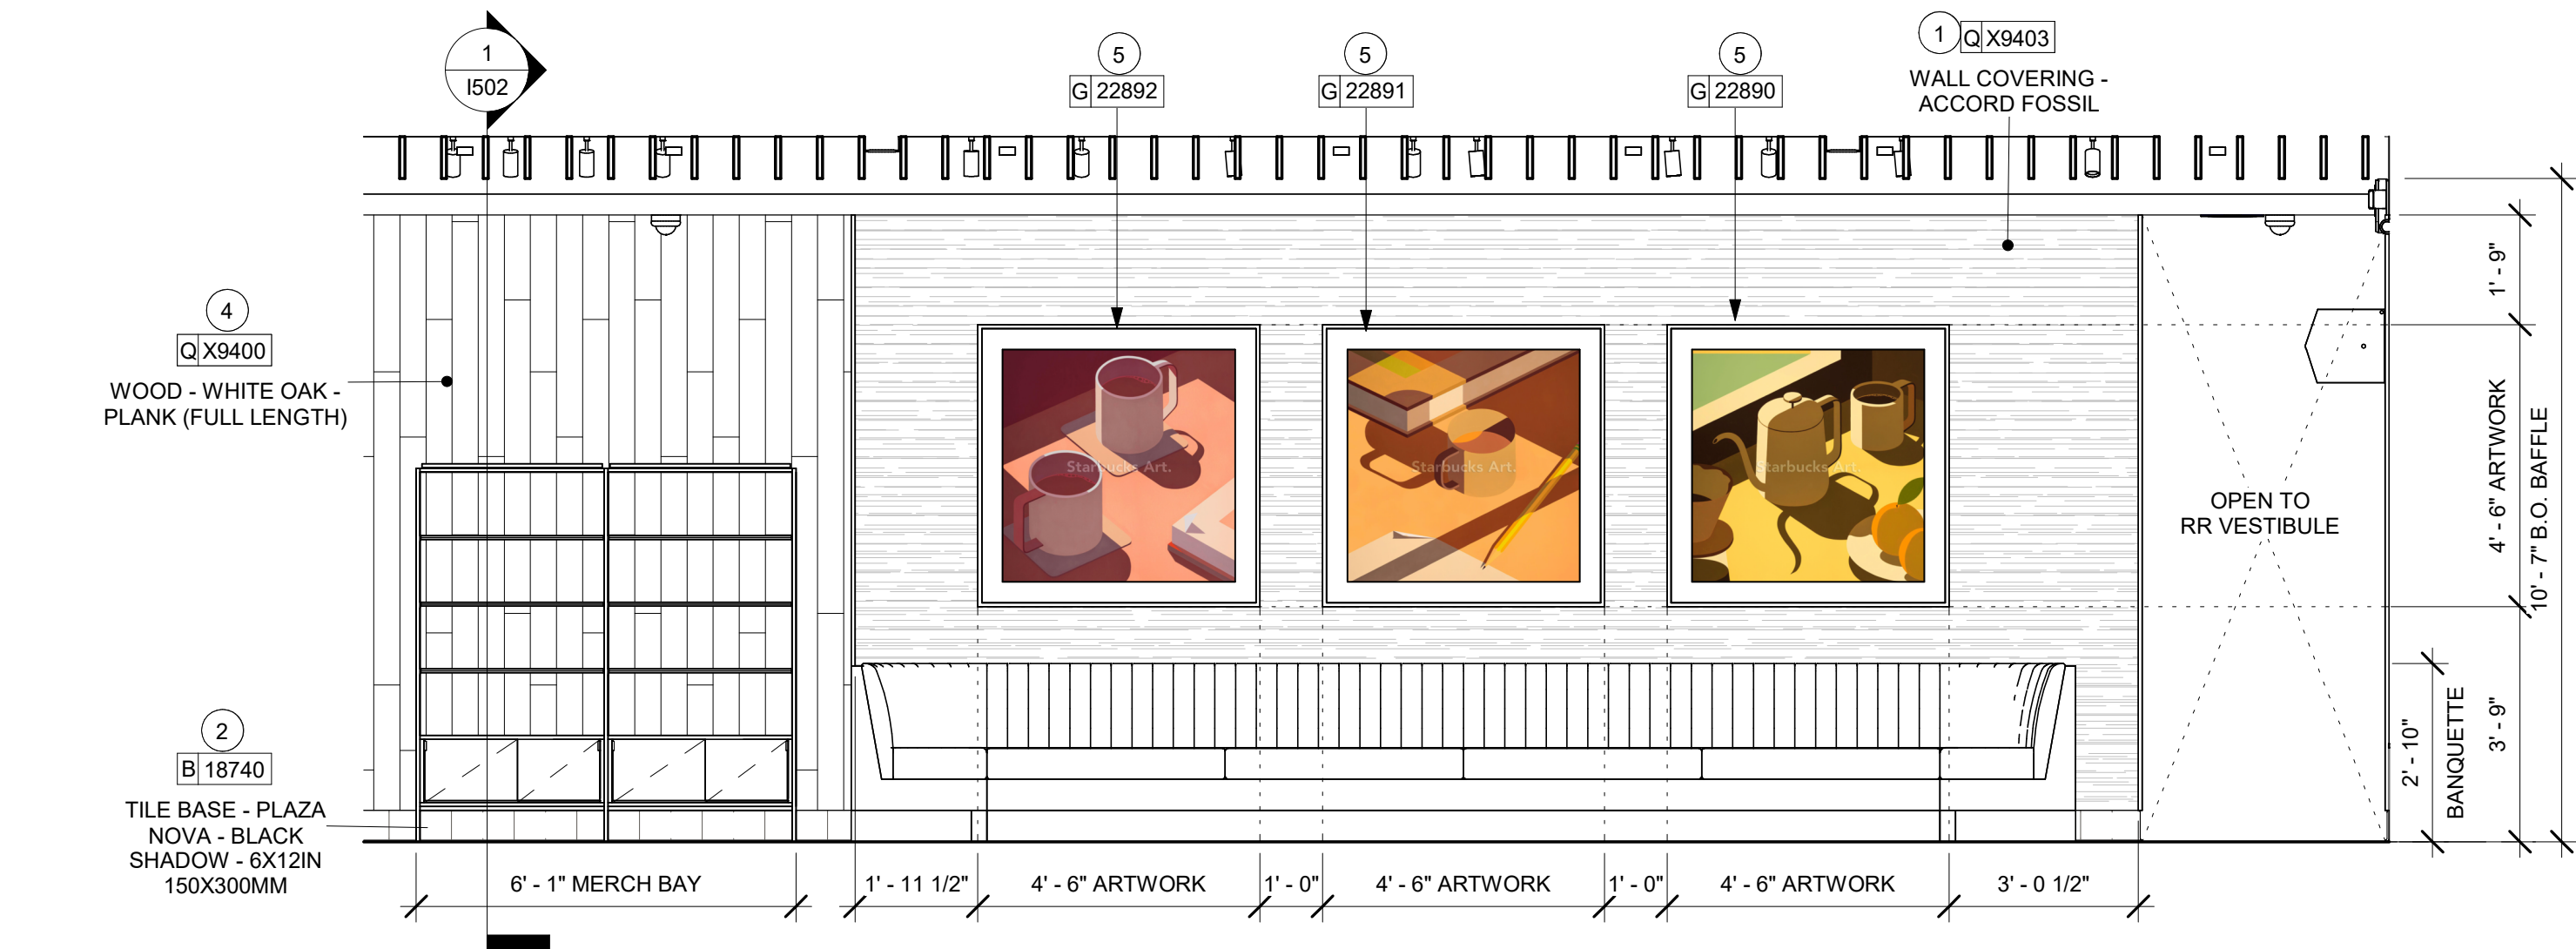 1
I502
5
G 22892
5
G 22891
5
G 22890
1
Q X9403
WALL COVERING -
ACCORD FOSSIL
4
Q X9400
WOOD - WHITE OAK -
PLANK (FULL LENGTH)
2
B 18740
TILE BASE - PLAZA
NOVA - BLACK
SHADOW - 6X12IN
150X300MM
Starbucks Art.
Starbucks Art.
Starbucks Art.
OPEN TO
RR VESTIBULE
1' - 9"
4' - 6" ARTWORK
3' - 9"
10' - 7" B.O. BAFFLE
2' - 10"
BANQUETTE
6' - 1" MERCH BAY
1' - 11 1/2"
4' - 6" ARTWORK
1' - 0"
4' - 6" ARTWORK
1' - 0"
4' - 6" ARTWORK
3' - 0 1/2"